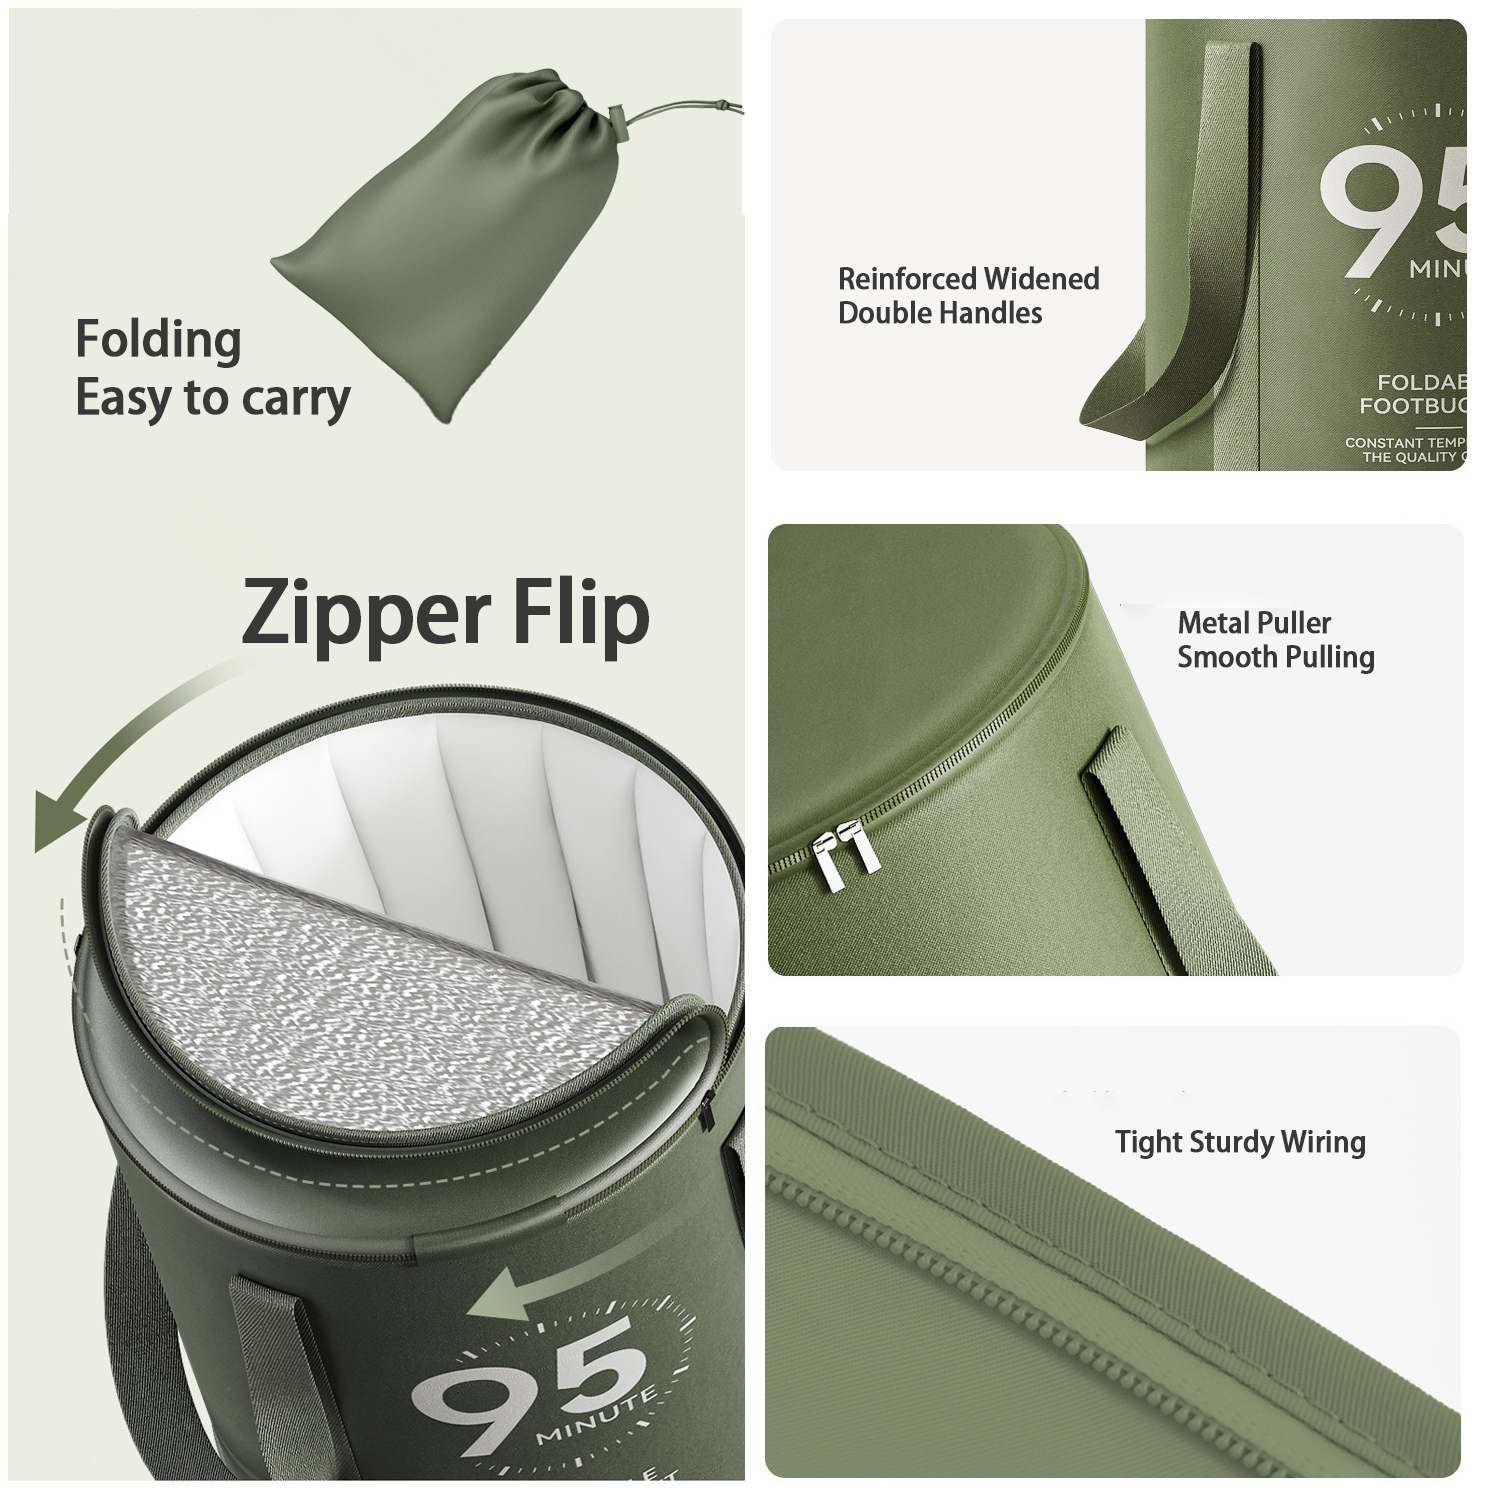 Folding
Easy to carry
Zipper Flip
95
MINUTE
Reinforced Widened
Double Handles
95
MINU
FOLDAB
FOOTBUC
CONSTANT TEMP
THE QUALITY
Metal Puller
Smooth Pulling
Tight Sturdy Wiring